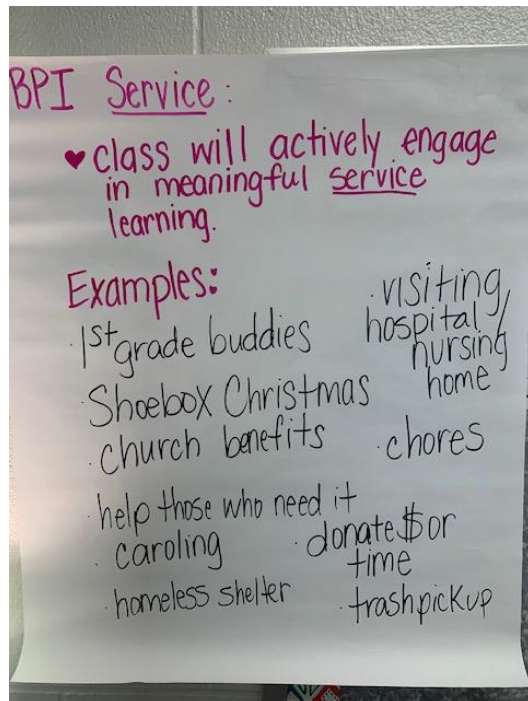 BPI Service:
♥ class will actively engage
in meaningful service
learning.
Examples:
· 1st grade buddies
· Shoebox Christmas
· church benefits
· help those who need it
· caroling
· homeless shelter
· visiting
hospital/
nursing
home
· chores
· donate $ or
time
· trash pickup